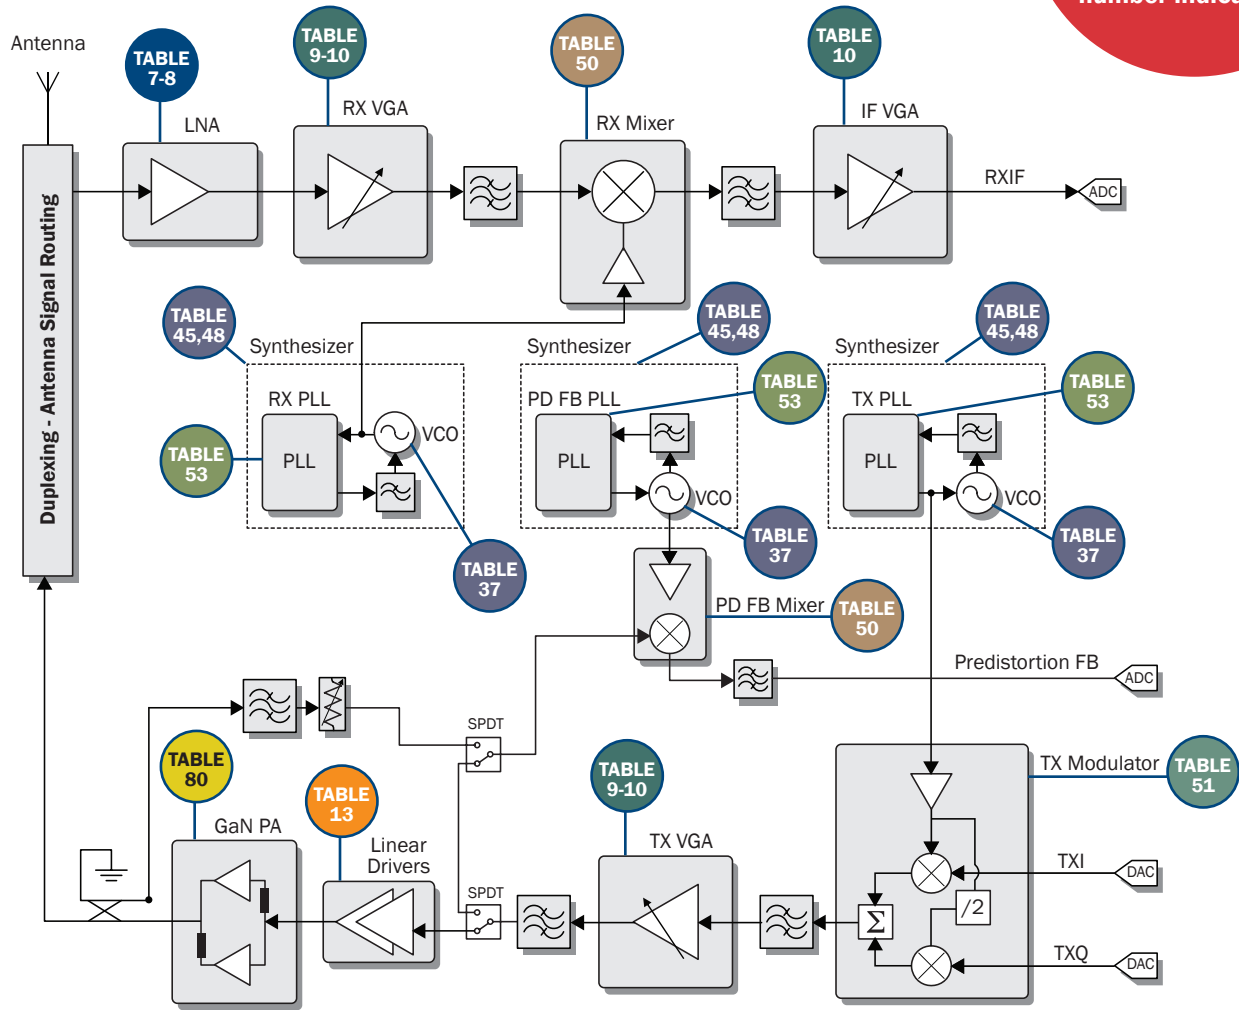 Antenna
TABLE
7-8
LNA
TABLE
9-10
RX VGA
TABLE
50
RX Mixer
TABLE
10
IF VGA
RXIF
ADC
Duplexing - Antenna Signal Routing
TABLE
45,48
Synthesizer
RX PLL
PLL
VCO
TABLE
53
TABLE
37
TABLE
45,48
Synthesizer
PD FB PLL
PLL
VCO
TABLE
53
TABLE
37
TABLE
45,48
Synthesizer
TX PLL
PLL
VCO
TABLE
53
TABLE
37
PD FB Mixer
TABLE
50
Predistortion FB
ADC
SPDT
TABLE
80
GaN PA
TABLE
13
Linear
Drivers
SPDT
TABLE
9-10
TX VGA
TX Modulator
TABLE
51
TXI
DAC
/2
Σ
TXQ
DAC